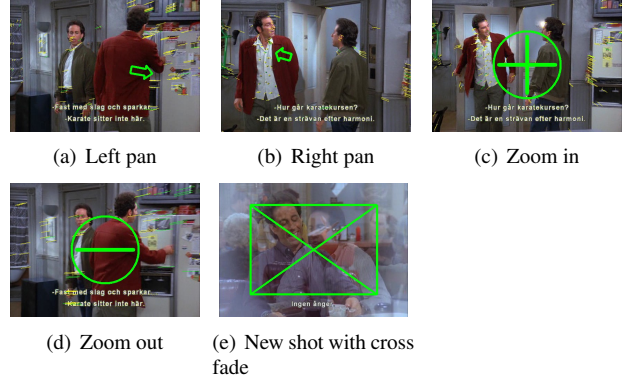 -Fast med slag och sparkar.
-Karate sitter inte här.
-Hur går karatekursen?
-Det är en strävan efter harmoni.
-Hur går karatekursen?
-Det är en strävan efter harmoni.
(a) Left pan
(b) Right pan
(c) Zoom in
-Fast med slag och sparkar.
-Karate sitter inte här.
ingen ånger.
(d) Zoom out
(e) New shot with cross
fade